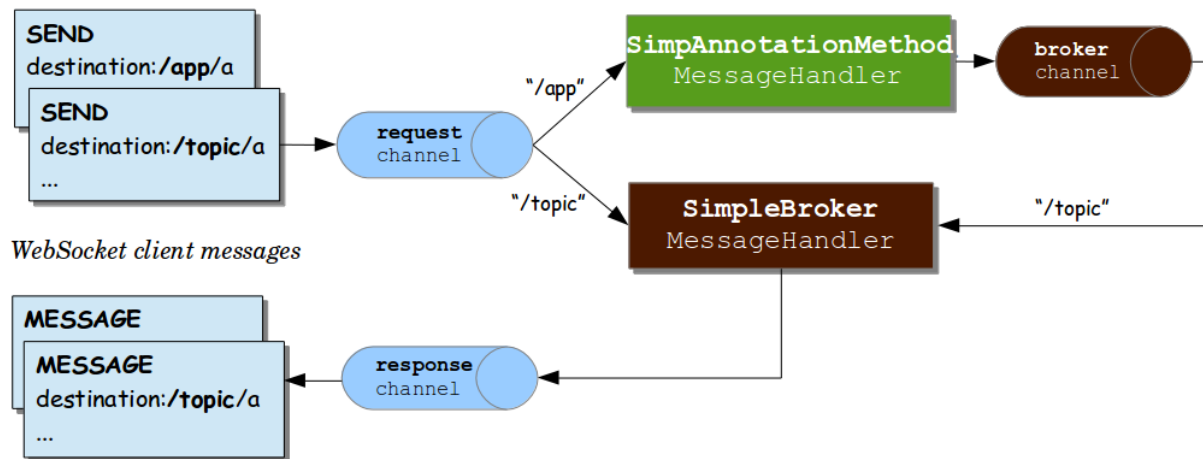 SEND
destination:/app/a
SEND
destination:/topic/a
...
WebSocket client messages
request
channel
“/app”
“/topic”
SimpAnnotationMethod
MessageHandler
broker
channel
SimpleBroker
MessageHandler
“/topic”
response
channel
MESSAGE
MESSAGE
destination:/topic/a
...